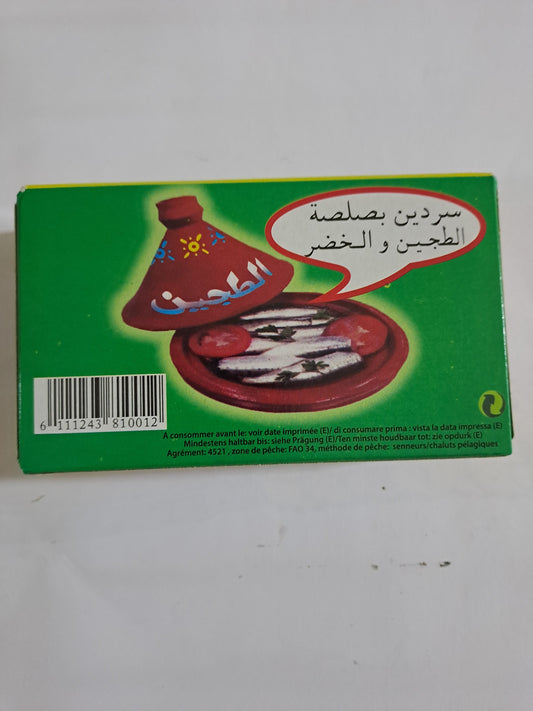 سردين بصلصة
الطجين و الخضر
الطجين
6 111243 810012
A consommer avant le: voir date imprimée (E)/ di consumare prima : vista la data impressa (E)
Mindestens haltbar bis: siehe Prägung (E)/Ten minste houdbaar tot: zie opdurk (E)
Agrément: 4521 , zone de pêche: FAO 34, méthode de pêche: senneurs/chaluts pélagiques